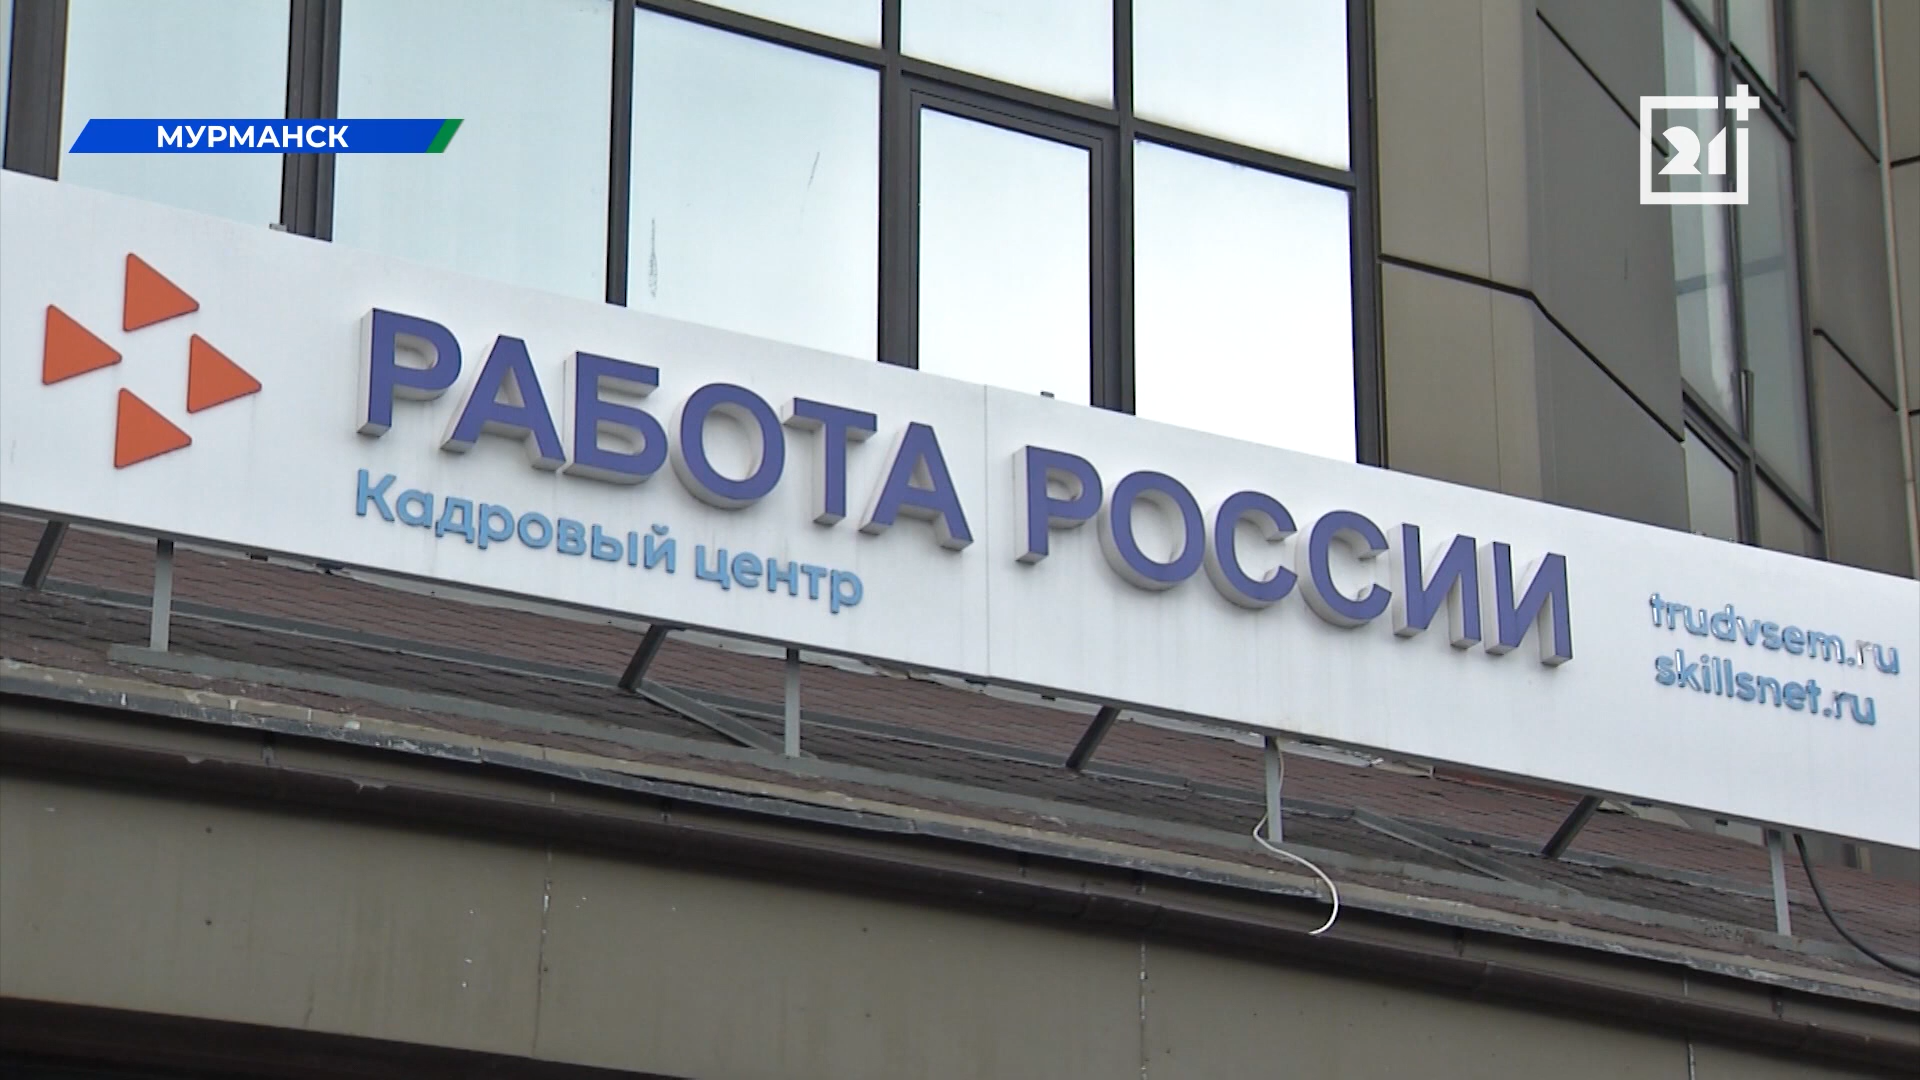 МУРМАНСК
21+
РАБОТА РОССИИ
Кадровый центр
trudvsem.ru
skillsnet.ru